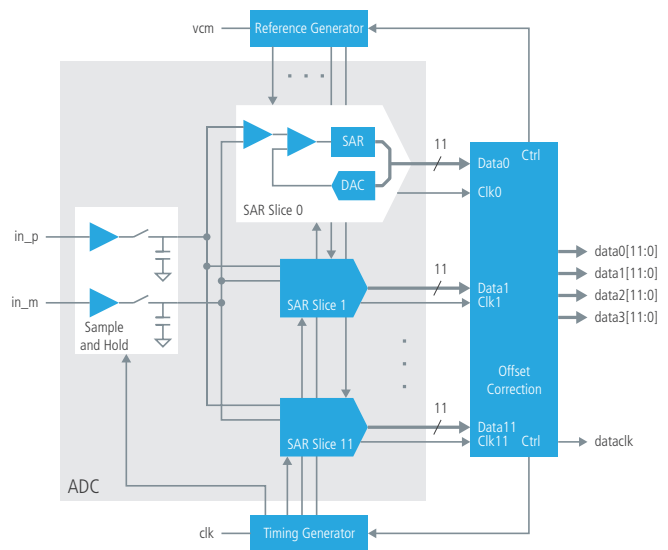 vcm
Reference Generator
. . .
11
SAR
Data0
Ctrl
DAC
Clk0
SAR Slice 0
in_p
data0[11:0]
11
data1[11:0]
Data1
data2[11:0]
in_m
SAR Slice 1
Clk1
data3[11:0]
Sample
and Hold
Offset
Correction
11
Data11
SAR Slice 11
Clk11
Ctrl
dataclk
ADC
clk
Timing Generator